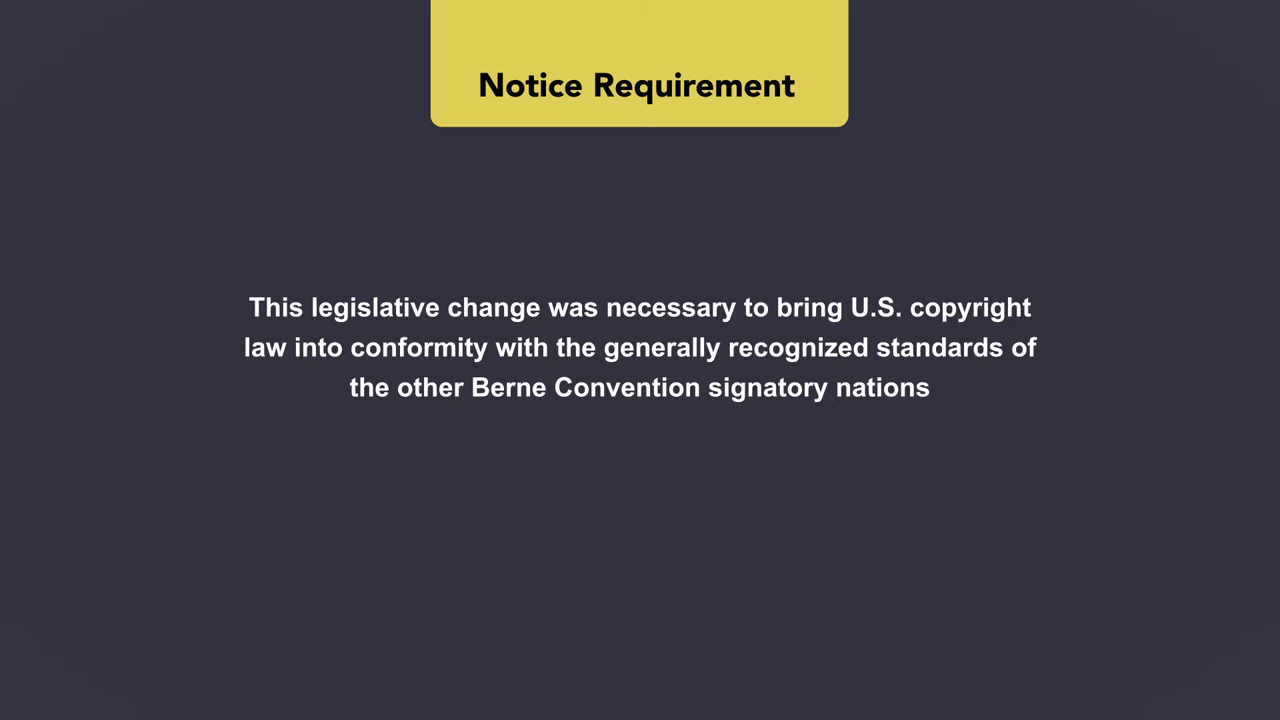 Notice Requirement
This legislative change was necessary to bring U.S. copyright
law into conformity with the generally recognized standards of
the other Berne Convention signatory nations